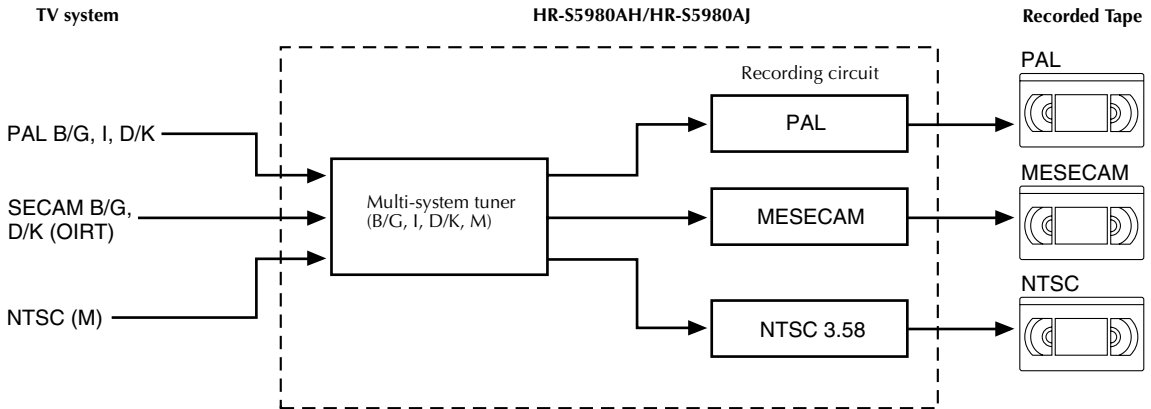 TV system
HR-S5980AH/HR-S5980AJ
Recorded Tape
PAL B/G, I, D/K
SECAM B/G,
D/K (OIRT)
NTSC (M)
Multi-system tuner
(B/G, I, D/K, M)
Recording circuit
PAL
MESECAM
NTSC 3.58
PAL
MESECAM
NTSC